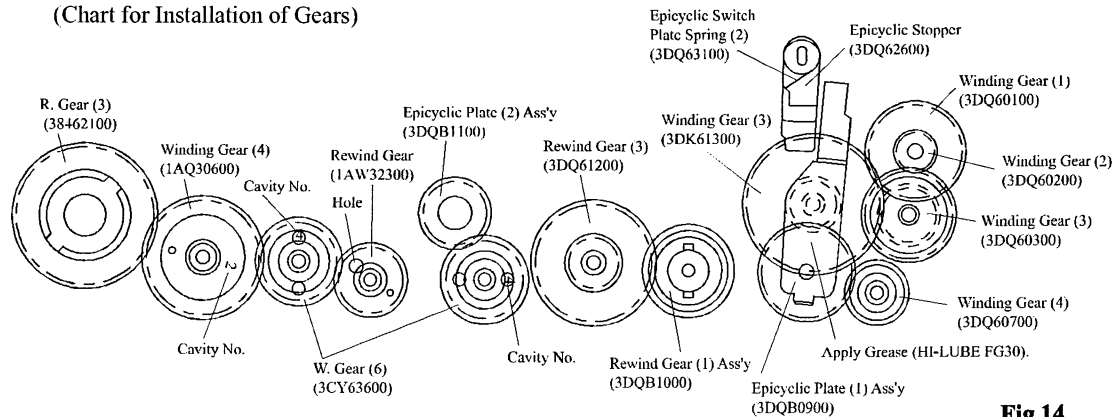 (Chart for Installation of Gears)
R. Gear (3)
(38462100)
Winding Gear (4)
(1AQ30600)
Cavity No.
Hole
Rewind Gear
(1AW32300)
Epicyclic Plate (2) Ass'y
(3DQB1100)
Rewind Gear (3)
(3DQ61200)
Winding Gear (3)
(3DK61300)
Epicyclic Switch
Plate Spring (2)
(3DQ63100)
Epicyclic Stopper
(3DQ62600)
Winding Gear (1)
(3DQ60100)
Winding Gear (2)
(3DQ60200)
Winding Gear (3)
(3DQ60300)
Winding Gear (4)
(3DQ60700)
4
2
Cavity No.
W. Gear (6)
(3CY63600)
Cavity No.
Rewind Gear (1) Ass'y
(3DQB1000)
Apply Grease (HI-LUBE FG30).
Epicyclic Plate (1) Ass'y
(3DQB0900)
Fig 14